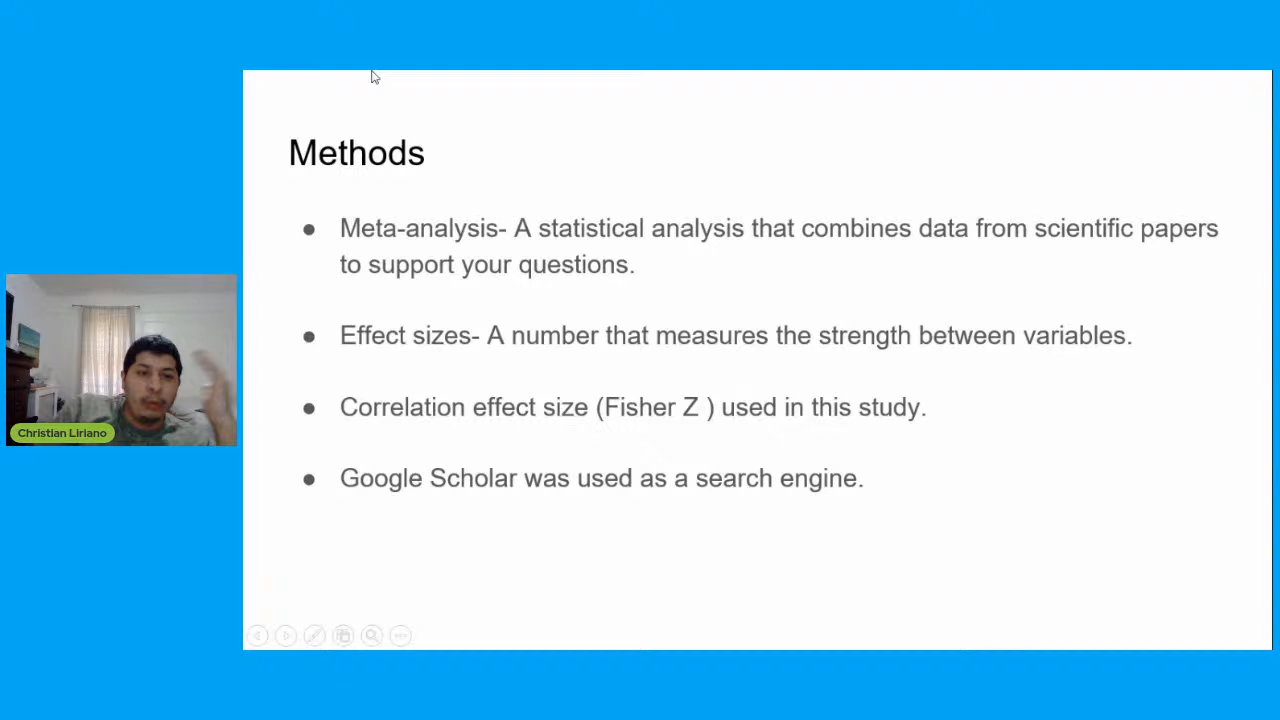 Methods
● Meta-analysis- A statistical analysis that combines data from scientific papers
to support your questions.
● Effect sizes- A number that measures the strength between variables.
● Correlation effect size (Fisher Z ) used in this study.
● Google Scholar was used as a search engine.
Christian Liriano